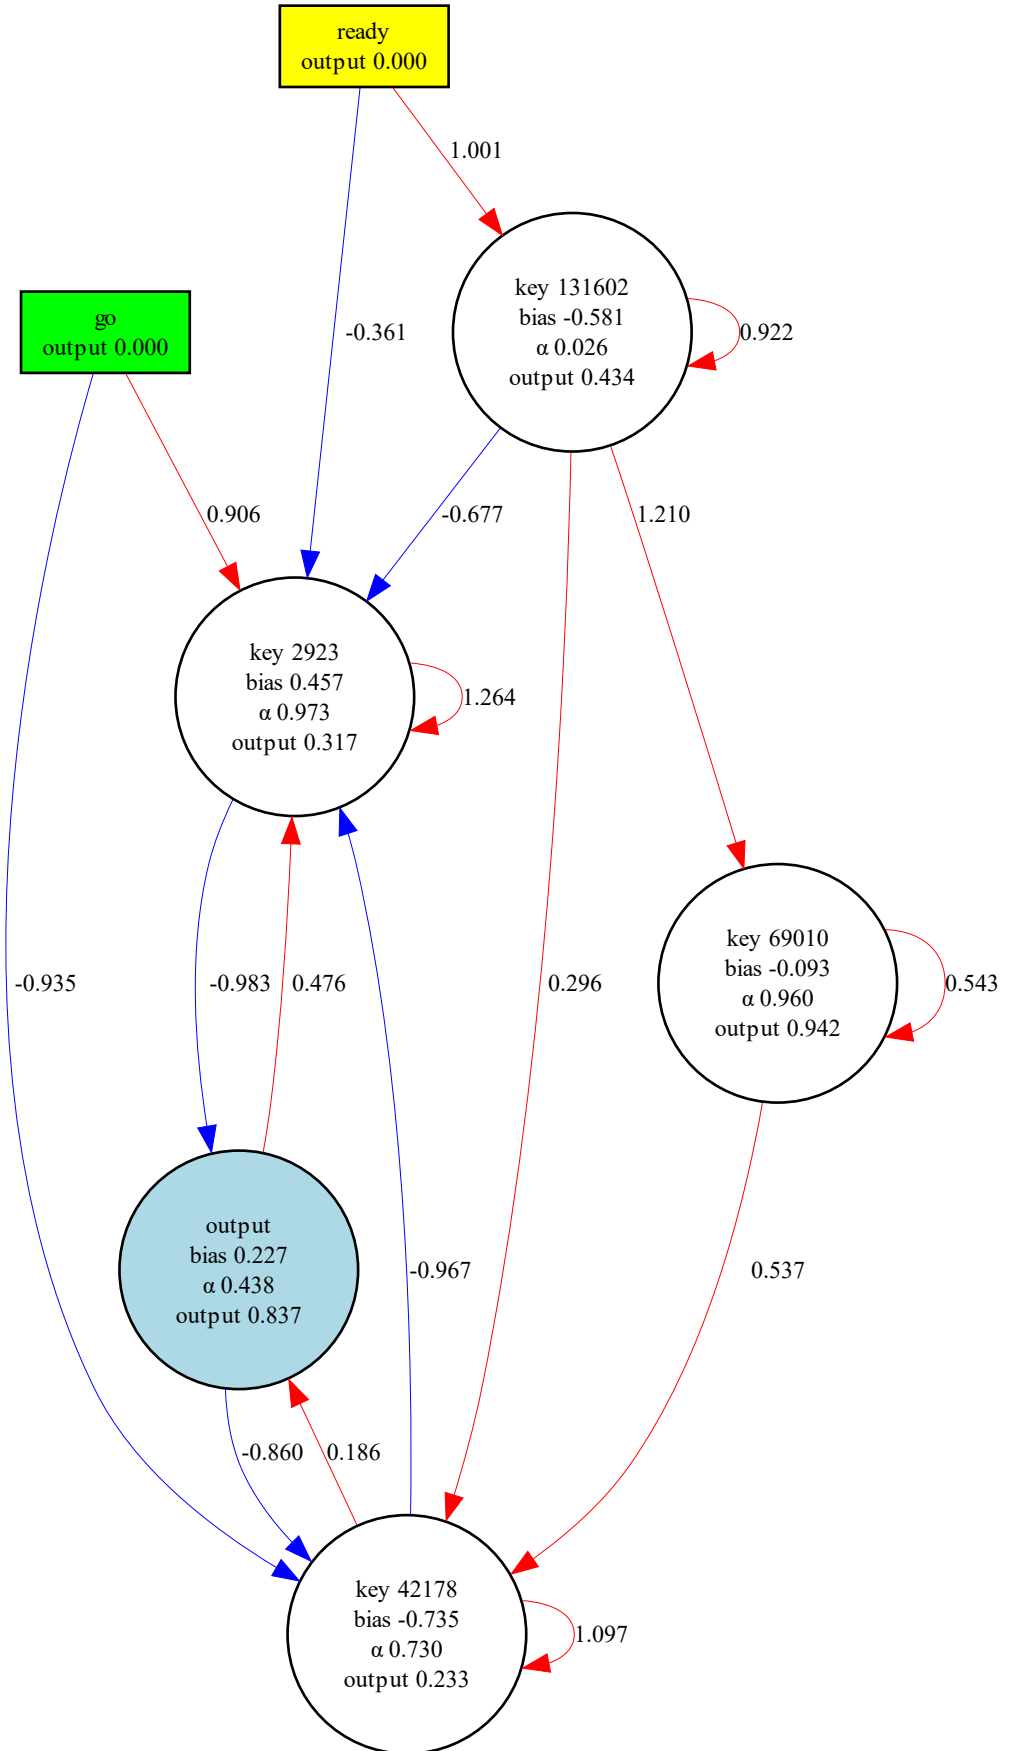 ready
output 0.000
1.001
key 131602
bias -0.581
α 0.026
output 0.434
0.922
go
output 0.000
-0.361
0.906
-0.677
1.210
key 2923
bias 0.457
α 0.973
output 0.317
1.264
key 69010
bias -0.093
α 0.960
output 0.942
0.543
-0.935
-0.983
0.476
0.296
output
bias 0.227
α 0.438
output 0.837
-0.967
0.537
-0.860
0.186
key 42178
bias -0.735
α 0.730
output 0.233
1.097